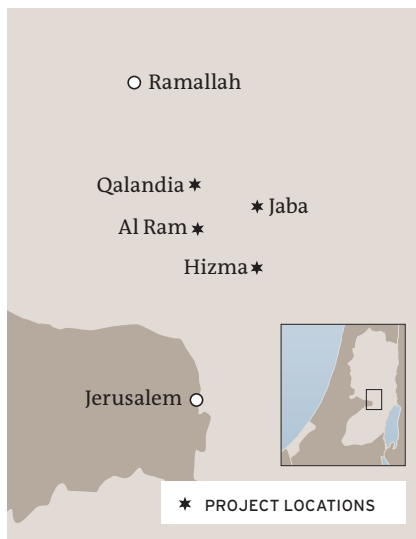 Ramallah
Qalandia
Jaba
Al Ram
Hizma
Jerusalem
PROJECT LOCATIONS